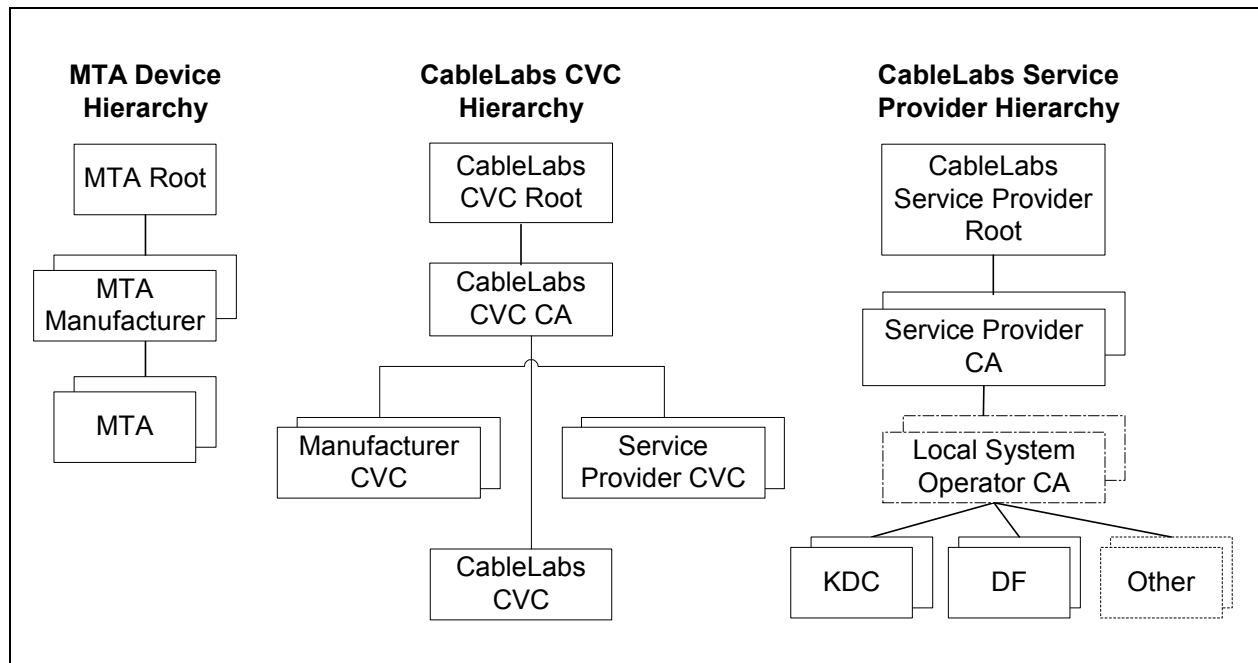 MTA Device
Hierarchy
MTA Root
MTA
Manufacturer
MTA
CableLabs CVC
Hierarchy
CableLabs
CVC Root
CableLabs
CVC CA
Manufacturer
CVC
Service
Provider CVC
CableLabs
CVC
CableLabs Service
Provider Hierarchy
CableLabs
Service Provider
Root
Service Provider
CA
Local System
Operator CA
KDC
DF
Other